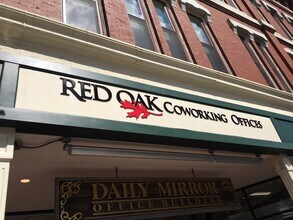 RED OAK COWORKING OFFICES
DAILY MIRROR
OFFICE BUILDING